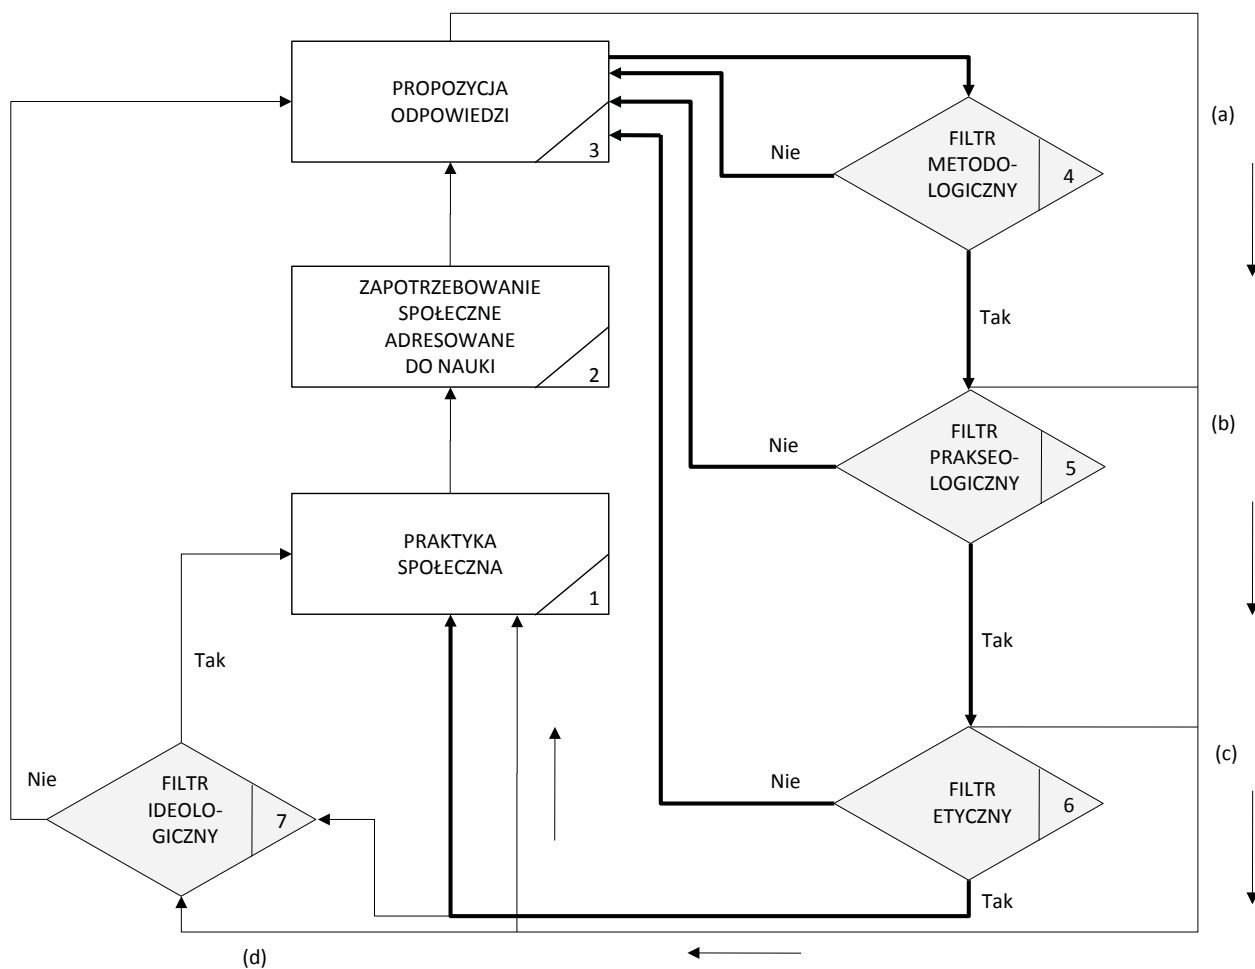 PROPOZYCJA
ODPOWIEDZI
3
(a)
FILTR
METODO-
LOGICZNY
4
Nie
Tak
ZAPOTRZEBOWANIE
SPOŁECZNE
ADRESOWANE
DO NAUKI
2
(b)
FILTR
PRAKSEO-
LOGICZNY
5
Nie
Tak
PRAKTYKA
SPOŁECZNA
1
Tak
(c)
FILTR
ETYCZNY
6
Nie
Tak
Nie
FILTR
IDEOLO-
GICZNY
7
(d)